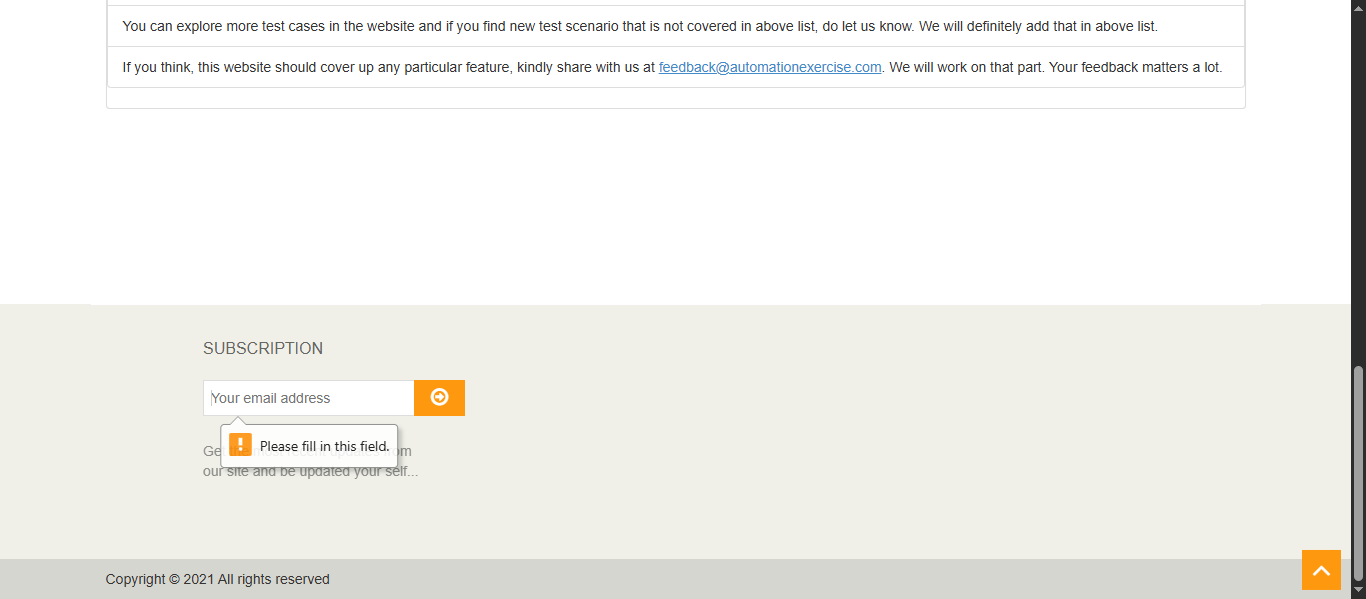 You can explore more test cases in the website and if you find new test scenario that is not covered in above list, do let us know. We will definitely add that in above list.
If you think, this website should cover up any particular feature, kindly share with us at feedback@automationexercise.com. We will work on that part. Your feedback matters a lot.
SUBSCRIPTION
Your email address
Please fill in this field.
our site and be updated your self...
Copyright © 2021 All rights reserved